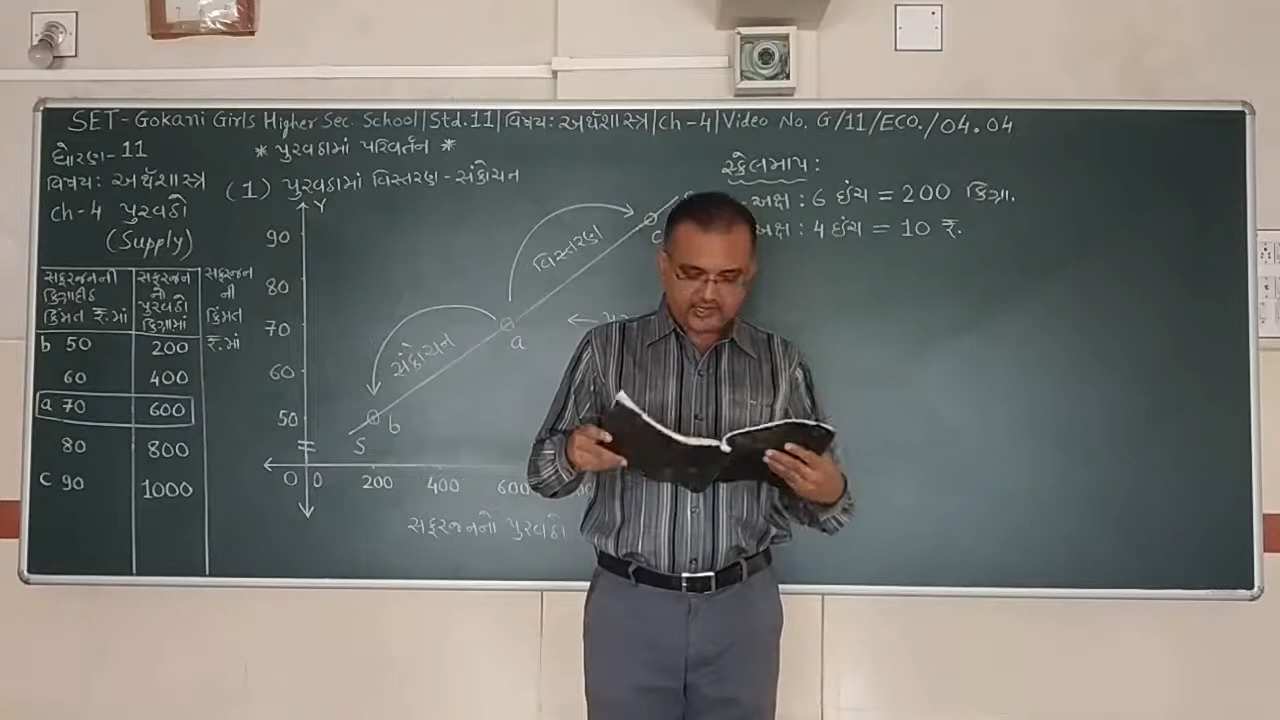 SET-Gokani Girls Higher Sec. School|Std.11|વિષય: અર્થશાસ્ત્ર|Ch-4|Video No. G/11/ECO./04.04
ધોરણ-11
વિષય: અર્થશાસ્ત્ર
Ch-4 પુરવઠો
(Supply)
* પુરવઠામાં પરિવર્તન *
(1) પુરવઠામાં વિસ્તરણ-સંકોચન
સ્કેલમાપ:
અક્ષ : 6 ઇંચ = 200 કિગ્રા.
અક્ષ : 4 ઇંચ = 10 ₹.
સફરજનની કિગ્રાદીઠ કિંમત ₹.માં
સફરજનનો પુરવઠો કિગ્રામાં
b 50 200
60 400
a 70 600
80 800
c 90 1000
સફરજનની કિંમત ₹.માં
Y
90
80
70
60
50
વિસ્તરણ
સંકોચન
c
a
b
S
O 0 200 400 600
સફરજનનો પુરવઠો